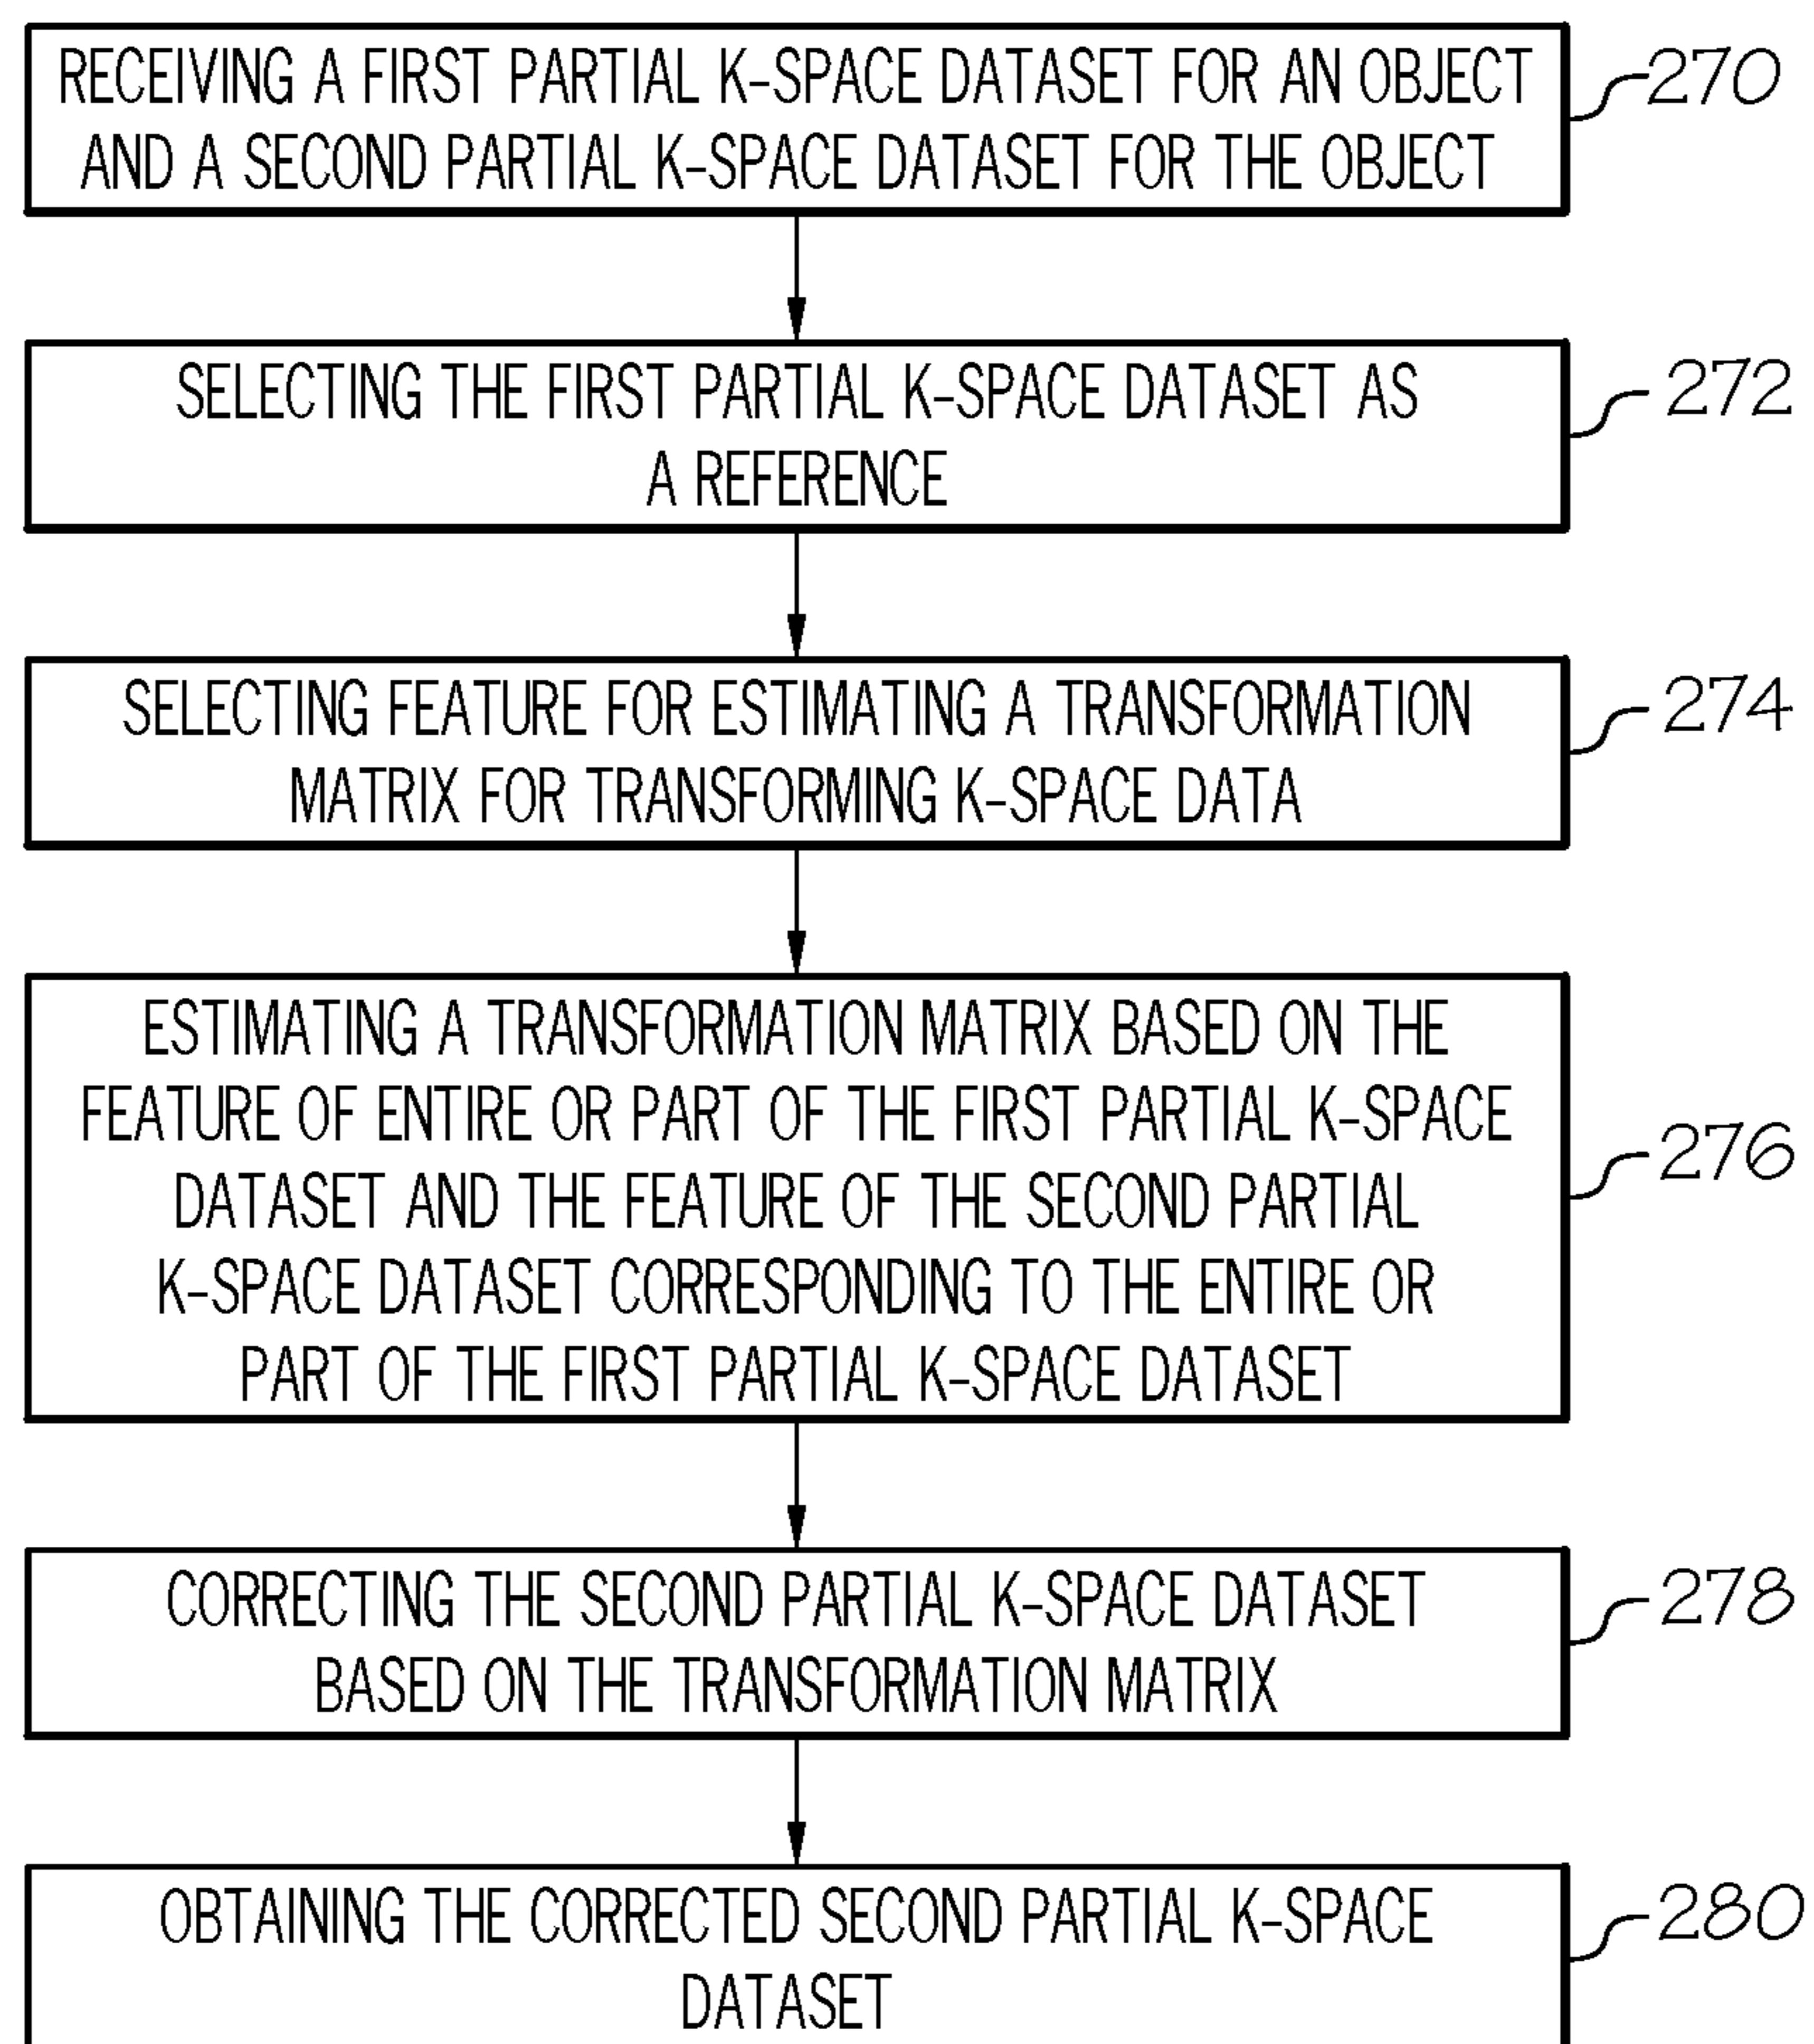 RECEIVING A FIRST PARTIAL K-SPACE DATASET FOR AN OBJECT
AND A SECOND PARTIAL K-SPACE DATASET FOR THE OBJECT
270
SELECTING THE FIRST PARTIAL K-SPACE DATASET AS
A REFERENCE
272
SELECTING FEATURE FOR ESTIMATING A TRANSFORMATION
MATRIX FOR TRANSFORMING K-SPACE DATA
274
ESTIMATING A TRANSFORMATION MATRIX BASED ON THE
FEATURE OF ENTIRE OR PART OF THE FIRST PARTIAL K-SPACE
DATASET AND THE FEATURE OF THE SECOND PARTIAL
K-SPACE DATASET CORRESPONDING TO THE ENTIRE OR
PART OF THE FIRST PARTIAL K-SPACE DATASET
276
CORRECTING THE SECOND PARTIAL K-SPACE DATASET
BASED ON THE TRANSFORMATION MATRIX
278
OBTAINING THE CORRECTED SECOND PARTIAL K-SPACE
DATASET
280